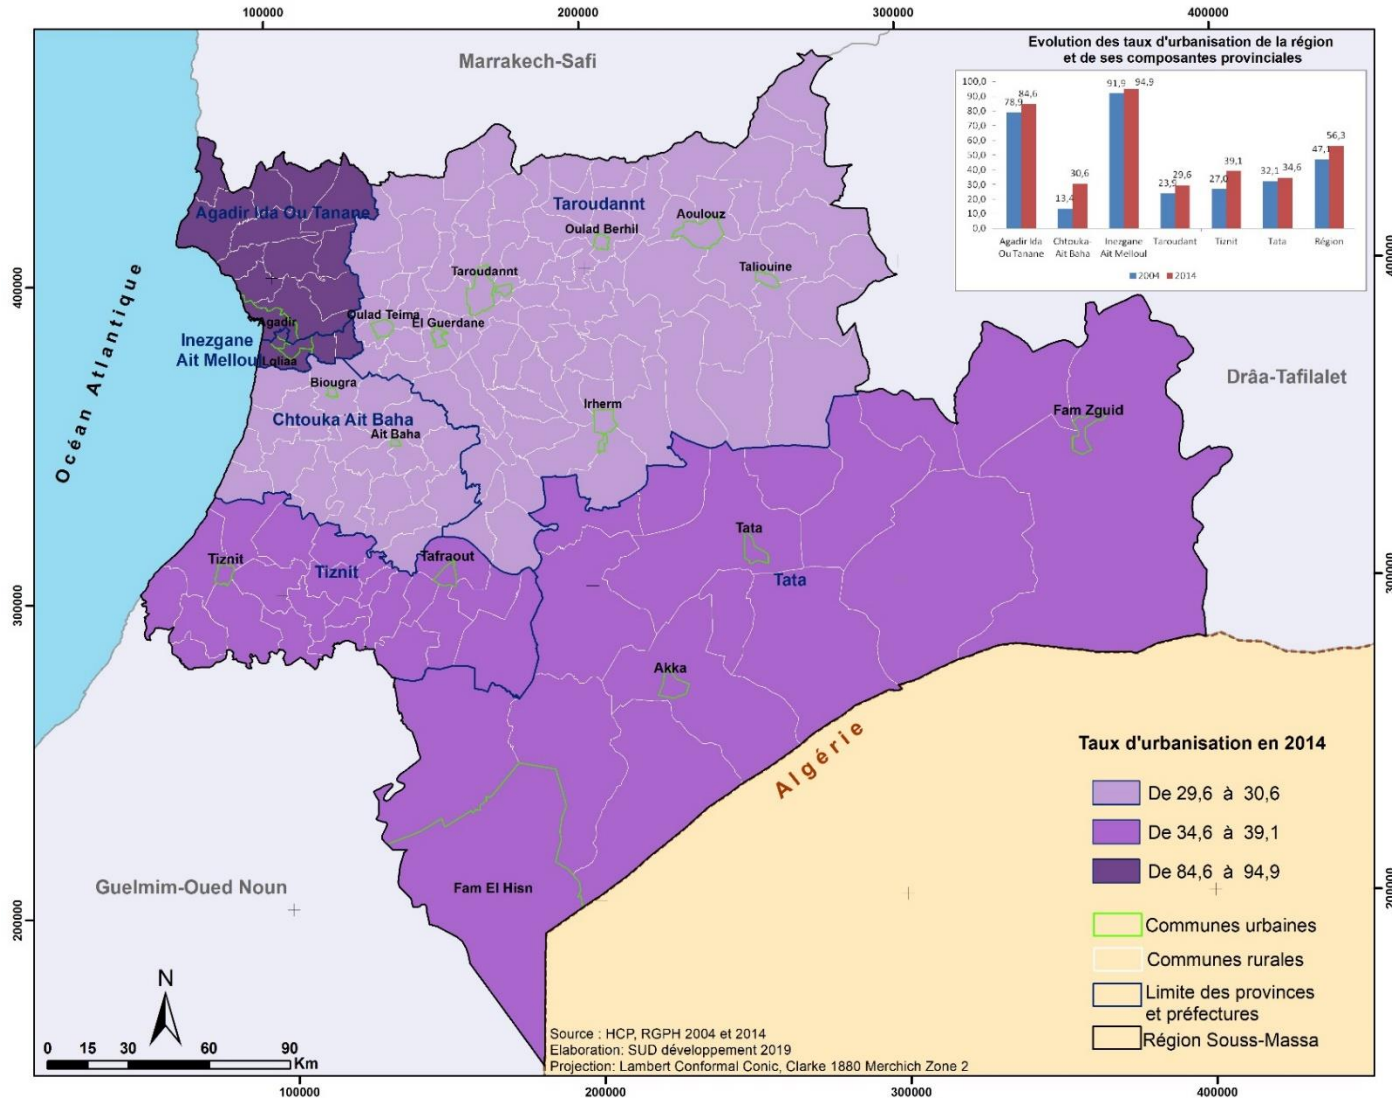 100000
200000
300000
400000
Marrakech-Safi
Evolution des taux d'urbanisation de la région
et de ses composantes provinciales
100,0
90,0
80,0
70,0
60,0
50,0
40,0
30,0
20,0
10,0
0,0
78,9
84,6
13,4
30,6
91,9
94,9
23,9
29,6
27,0
39,1
32,1
34,6
47,1
56,3
Agadir Ida
Ou Tanane
Chtouka-
Ait Baha
Inezgane
Ait Melloul
Taroudant
Tiznit
Tata
Région
2004
2014
Agadir Ida Ou Tanane
Taroudannt
Oulad Berhil
Aoulouz
Taliouine
Taroudannt
400000
400000
Océan Atlantique
Agadir
Oulad Teima
El Guerdane
Inezgane
Ait Melloul
Lqliaa
Biougra
Chtouka Ait Baha
Ait Baha
Irherm
Fam Zguid
Drâa-Tafilalet
Tata
Tata
Tiznit
Tiznit
Tafraout
300000
300000
Akka
Algérie
Fam El Hisn
Guelmim-Oued Noun
200000
200000
Taux d'urbanisation en 2014
De 29,6 à 30,6
De 34,6 à 39,1
De 84,6 à 94,9
Communes urbaines
Communes rurales
Limite des provinces
et préfectures
Région Souss-Massa
N
0 15 30 60 90
Km
Source : HCP, RGPH 2004 et 2014
Elaboration: SUD développement 2019
Projection: Lambert Conformal Conic, Clarke 1880 Merchich Zone 2
100000
200000
300000
400000